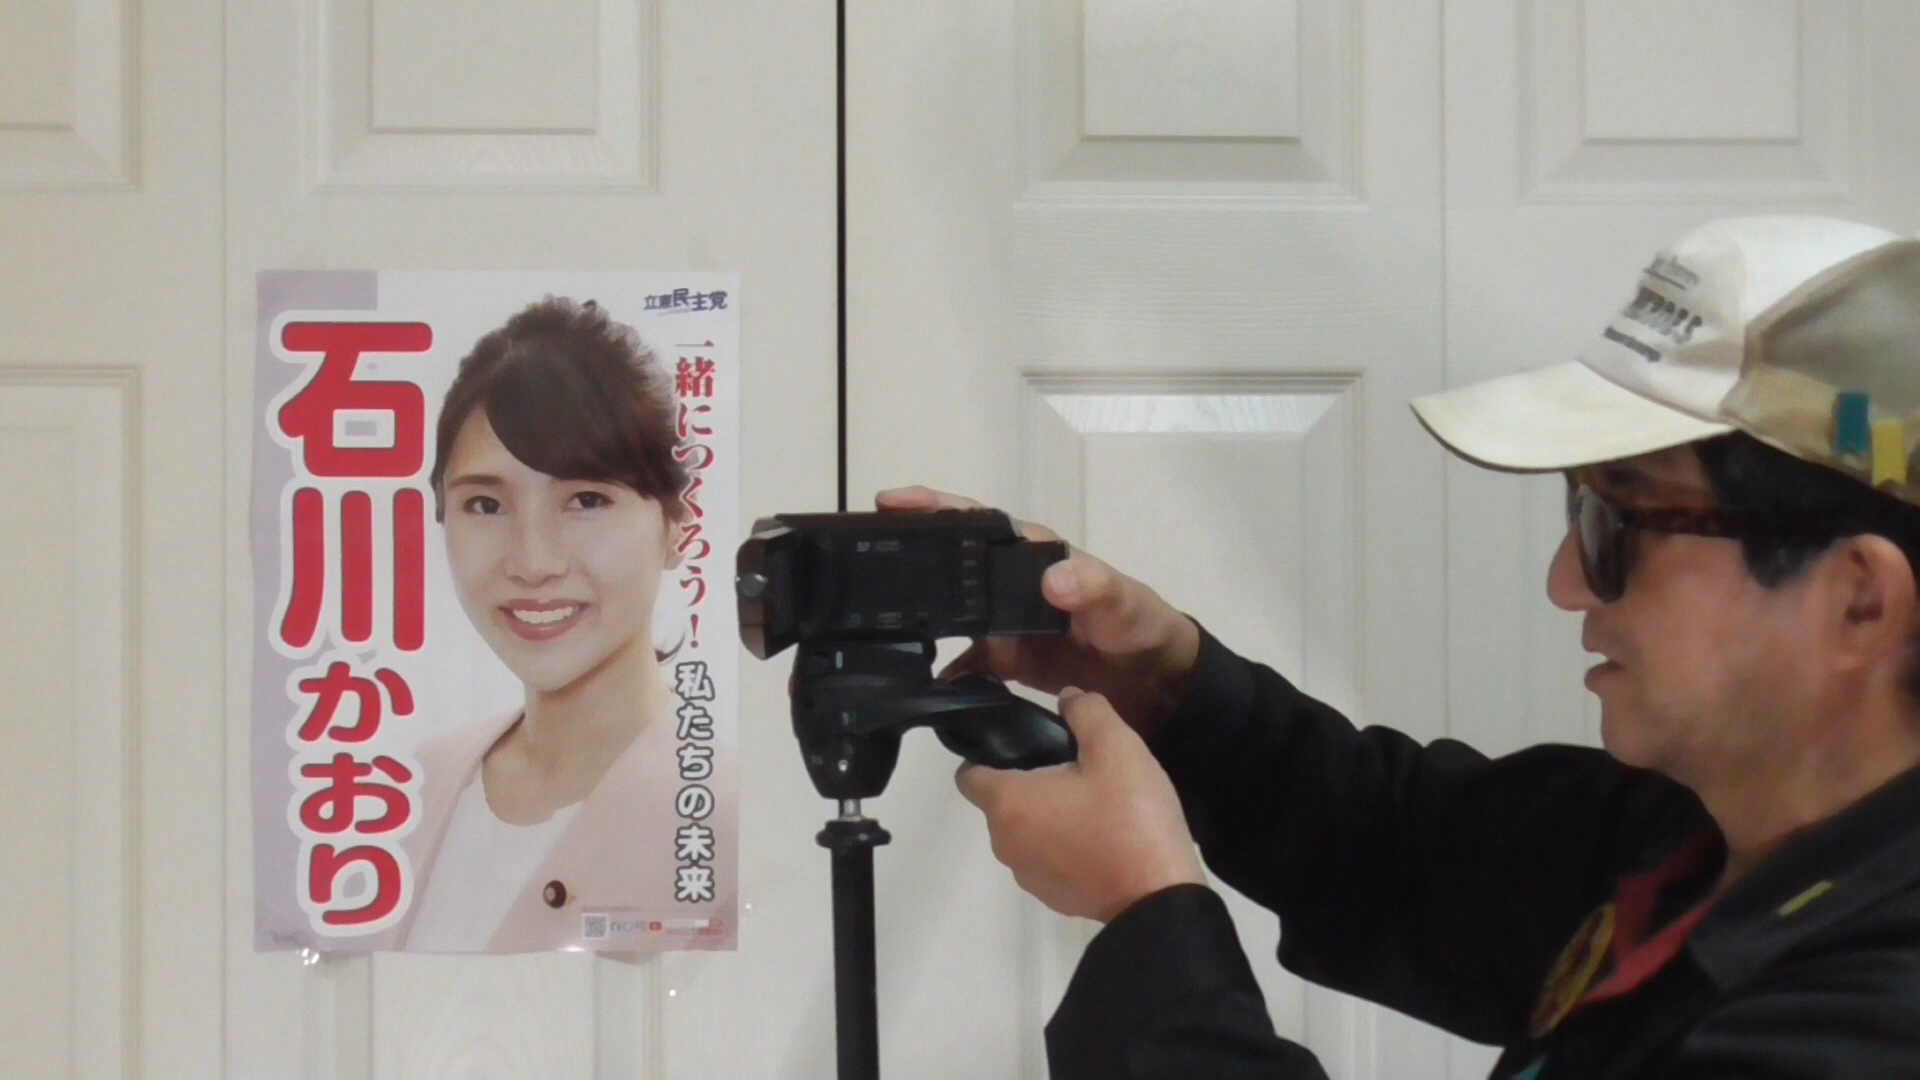 立憲民主党
一緒につくろう！私たちの未来
石川かおり